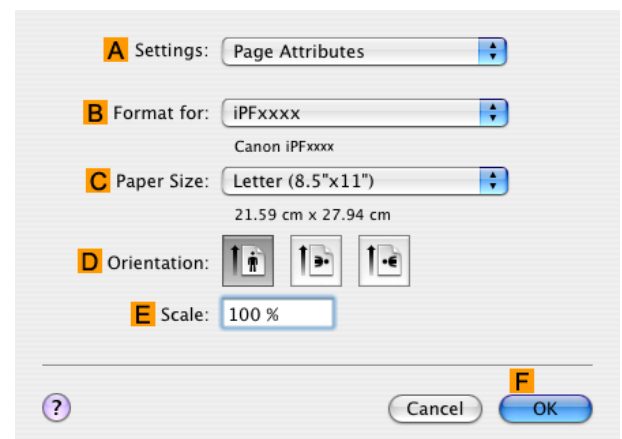 A Settings: Page Attributes
B Format for: iPFxxxx
Canon iPFxxxx
C Paper Size: Letter (8.5"x11")
21.59 cm x 27.94 cm
D Orientation:
E Scale: 100 %
F
? Cancel OK